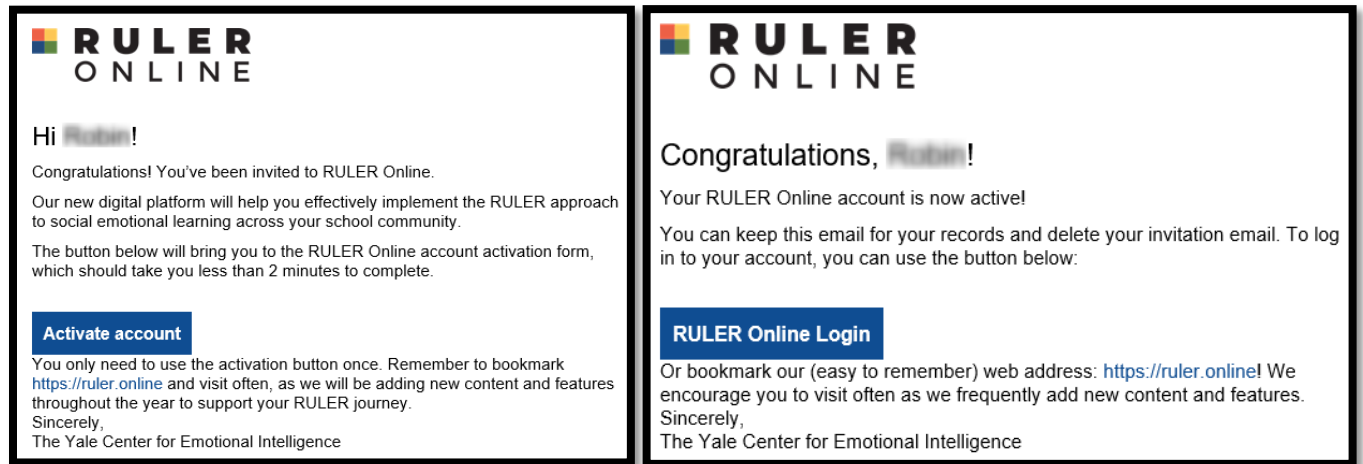 RULER
ONLINE
Hi !
Congratulations! You've been invited to RULER Online.
Our new digital platform will help you effectively implement the RULER approach
to social emotional learning across your school community.
The button below will bring you to the RULER Online account activation form,
which should take you less than 2 minutes to complete.
Activate account
You only need to use the activation button once. Remember to bookmark
https://ruler.online and visit often, as we will be adding new content and features
throughout the year to support your RULER journey.
Sincerely,
The Yale Center for Emotional Intelligence
RULER
ONLINE
Congratulations, !
Your RULER Online account is now active!
You can keep this email for your records and delete your invitation email. To log
in to your account, you can use the button below:
RULER Online Login
Or bookmark our (easy to remember) web address: https://ruler.online! We
encourage you to visit often as we frequently add new content and features.
Sincerely,
The Yale Center for Emotional Intelligence